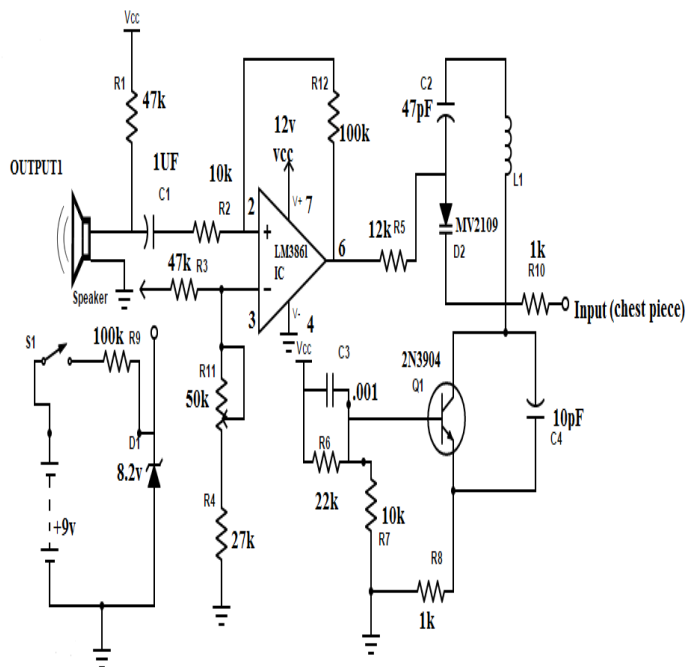 Vcc
R1
47k
OUTPUT1
1UF
C1
10k
R2
Speaker
47k R3
12v
vcc
V+ 7
2
+
LM386l
IC
-
3
V-
4
6
R12
100k
12k R5
C2
47pF
L1
MV2109
D2
1k
R10
Input (chest piece)
S1
100k R9
D1
8.2v
+9v
R11
50k
R4
27k
Vcc
C3
.001
R6
22k
10k
R7
2N3904
Q1
10pF
C4
R8
1k